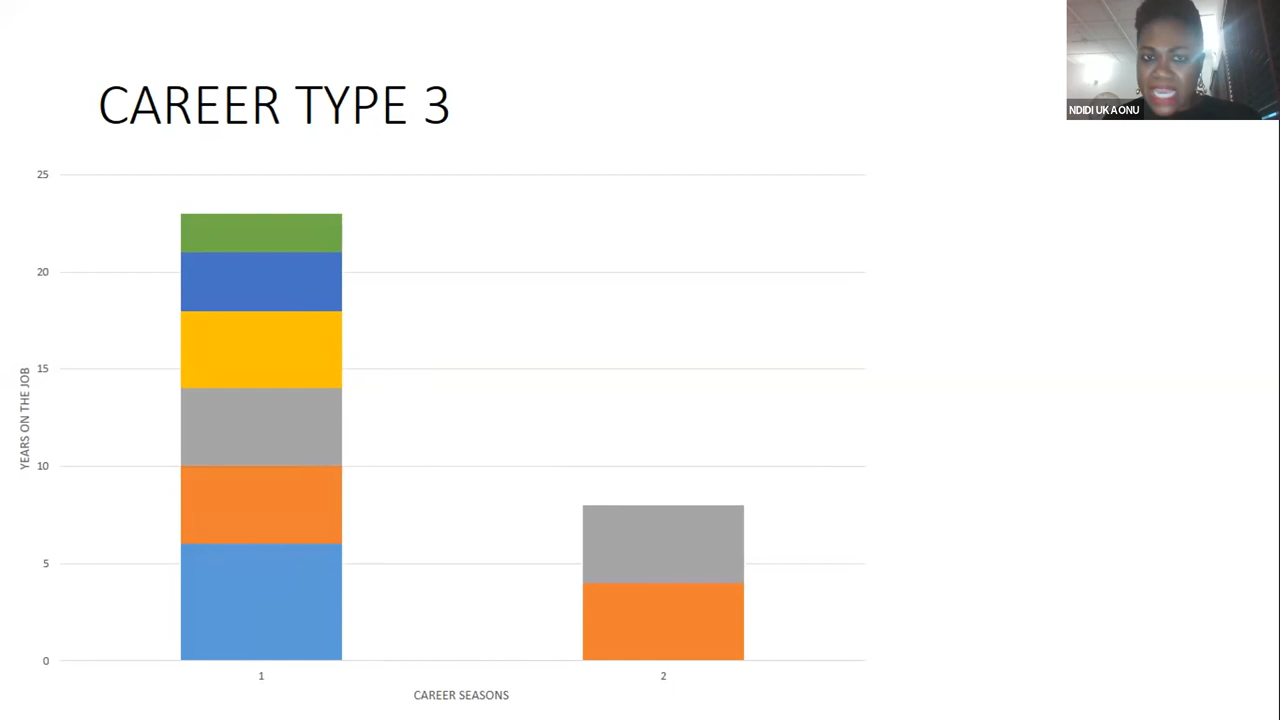 CAREER TYPE 3
NDIDI UKAONU
25
20
15
10
5
0
YEARS ON THE JOB
1
2
CAREER SEASONS